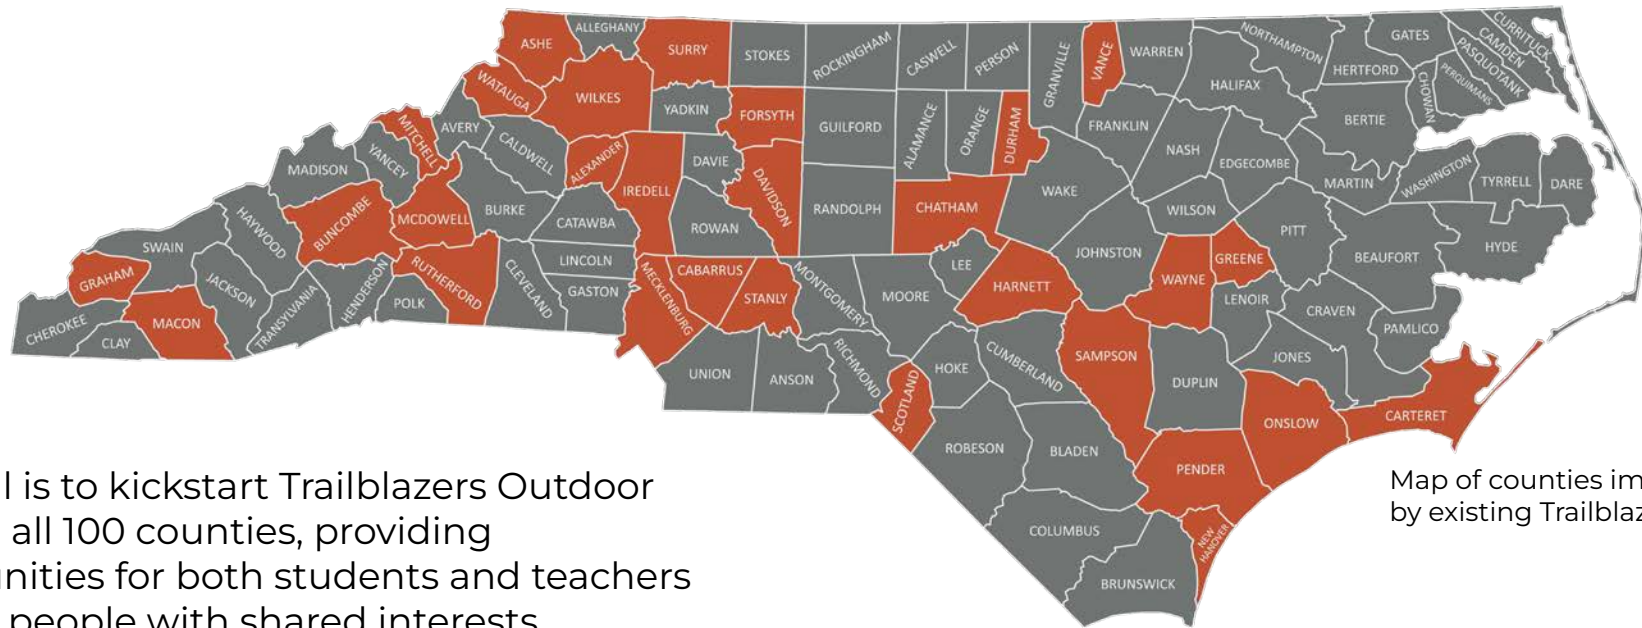 ASHE
ALLEGHANY
SURRY
STOKES
ROCKINGHAM
CASWELL
PERSON
GRANVILLE
VANCE
WARREN
NORTHAMPTON
GATES
CURRITUCK
CAMDEN
PASQUOTANK
PERQUIMANS
CHOWAN
HERTFORD
HALIFAX
BERTIE
WATAUGA
WILKES
YADKIN
FORSYTH
GUILFORD
ALAMANCE
ORANGE
DURHAM
FRANKLIN
NASH
EDGECOMBE
MARTIN
WASHINGTON
TYRRELL
DARE
MITCHELL
AVERY
CALDWELL
ALEXANDER
IREDELL
DAVIE
DAVIDSON
RANDOLPH
CHATHAM
WAKE
WILSON
PITT
BEAUFORT
HYDE
MADISON
YANCEY
MCDOWELL
BURKE
CATAWBA
ROWAN
JOHNSTON
WAYNE
GREENE
LENOIR
CRAVEN
PAMLICO
SWAIN
HAYWOOD
BUNCOMBE
RUTHERFORD
CLEVELAND
LINCOLN
GASTON
MECKLENBURG
CABARRUS
STANLY
MONTGOMERY
MOORE
LEE
HARNETT
GRAHAM
JACKSON
TRANSYLVANIA
HENDERSON
POLK
CHEROKEE
CLAY
MACON
UNION
ANSON
RICHMOND
SCOTLAND
HOKE
CUMBERLAND
SAMPSON
DUPLIN
JONES
ONSLOW
CARTERET
ROBESON
BLADEN
PENDER
COLUMBUS
BRUNSWICK
NEW
HANOVER
l is to kickstart Trailblazers Outdoor
all 100 counties, providing
unities for both students and teachers
people with shared interests
Map of counties im
by existing Trailblaz